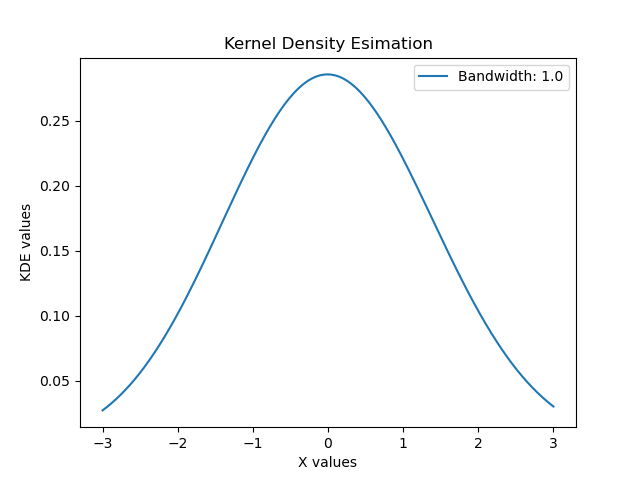 Kernel Density Esimation
Bandwidth: 1.0
KDE values
0.25
0.20
0.15
0.10
0.05
−3 −2 −1 0 1 2 3
X values